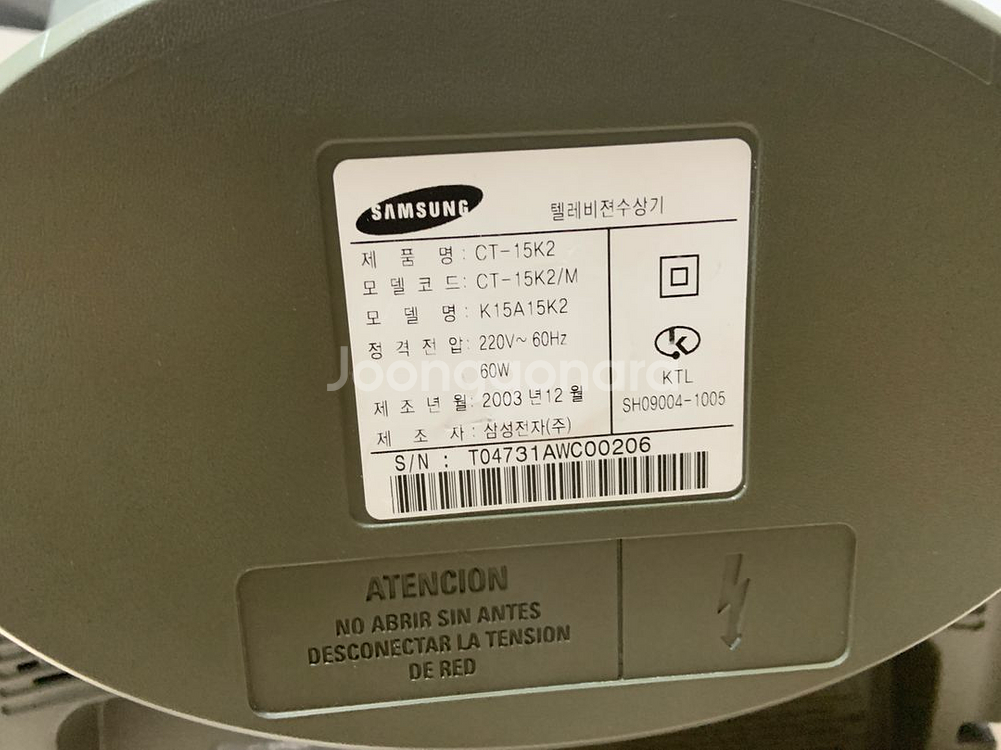 SAMSUNG
텔레비젼수상기
제 품 명 : CT-15K2
모델코드 : CT-15K2/M
모 델 명 : K15A15K2
정격전압 : 220V~ 60Hz
60W
제조년월 : 2003 년 12 월
제 조 사 : 삼성전자(주)
KTL
SH09004-1005
S/N : T04731AWC00206
Joonggonara
ATENCION
NO ABRIR SIN ANTES
DESCONECTAR LA TENSION
DE RED